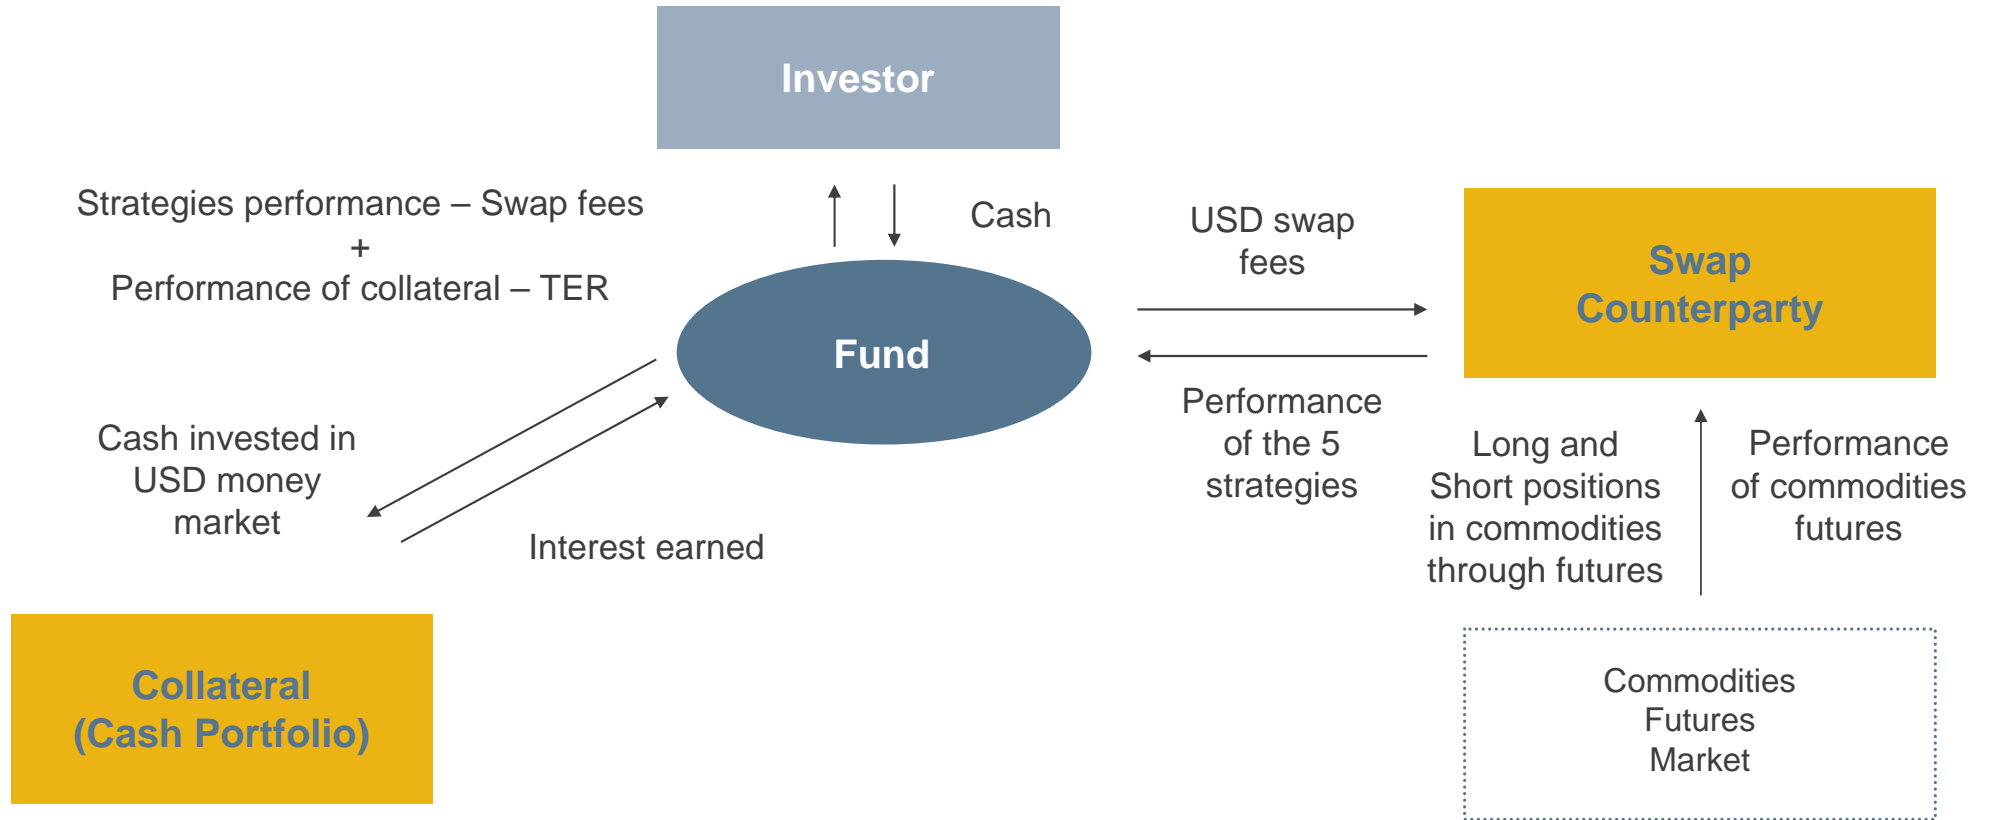 Investor
Strategies performance – Swap fees
+
Performance of collateral – TER
Cash
USD swap
fees
Swap
Counterparty
Fund
Performance
of the 5
strategies
Long and
Short positions
in commodities
through futures
Performance
of commodities
futures
Cash invested in
USD money
market
Interest earned
Collateral
(Cash Portfolio)
Commodities
Futures
Market